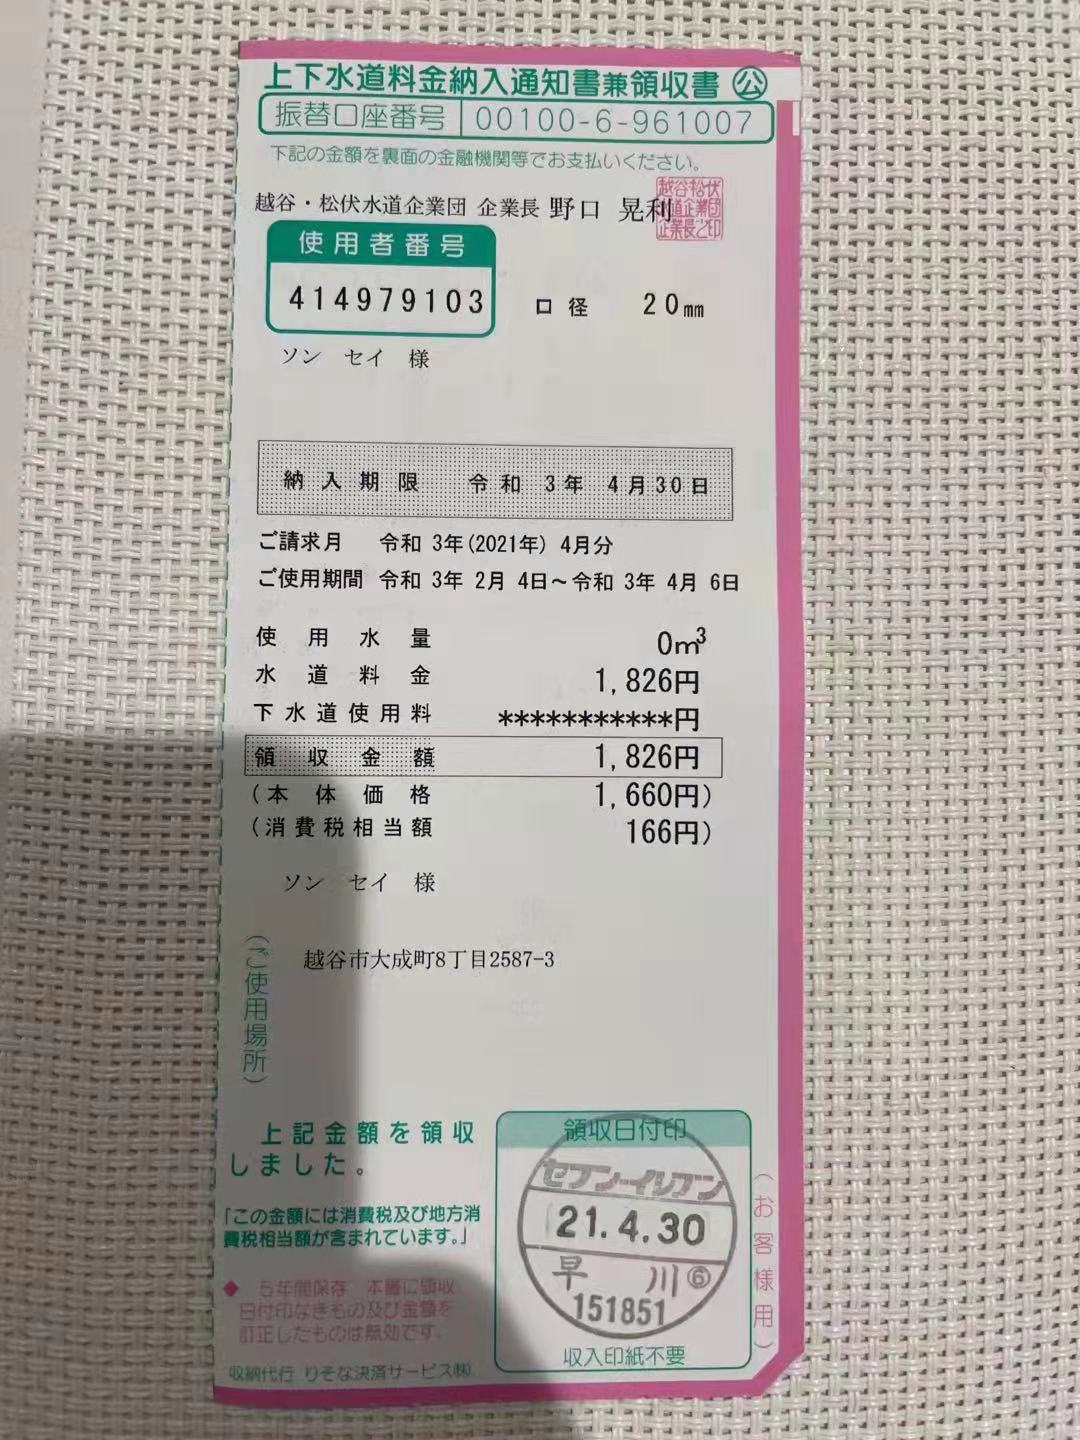 上下水道料金納入通知書兼領収書 公
振替口座番号 00100-6-961007
下記の金額を裏面の金融機関等でお支払いください。
越谷・松伏水道企業団 企業長 野口 晃利
越谷松伏
水道企業団
企業長之印
使用者番号
414979103 口径 20mm
ソン セイ 様
納入期限 令和 3年 4月30日
ご請求月 令和 3年(2021年) 4月分
ご使用期間 令和 3年 2月 4日～令和 3年 4月 6日
使用水量 0m³
水道料金 1,826円
下水道使用料 ***********円
領収金額 1,826円
(本体価格 1,660円)
(消費税相当額 166円)
ソン セイ 様
(ご使用場所)
越谷市大成町8丁目2587-3
上記金額を領収
しました。
「この金額には消費税及び地方消
費税相当額が含まれています。」
◆ 5年間保存 本書に領収
日付印なきもの及び金額を
訂正したものは無効です。
収納代行 りそな決済サービス㈱
領収日付印
セブン-イレブン
21.4.30
早川⑥
151851
収入印紙不要
(お客様用)